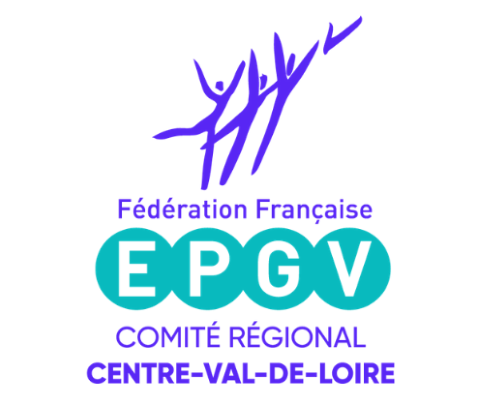 Fédération Française
EPGV
COMITÉ RÉGIONAL
CENTRE-VAL-DE-LOIRE